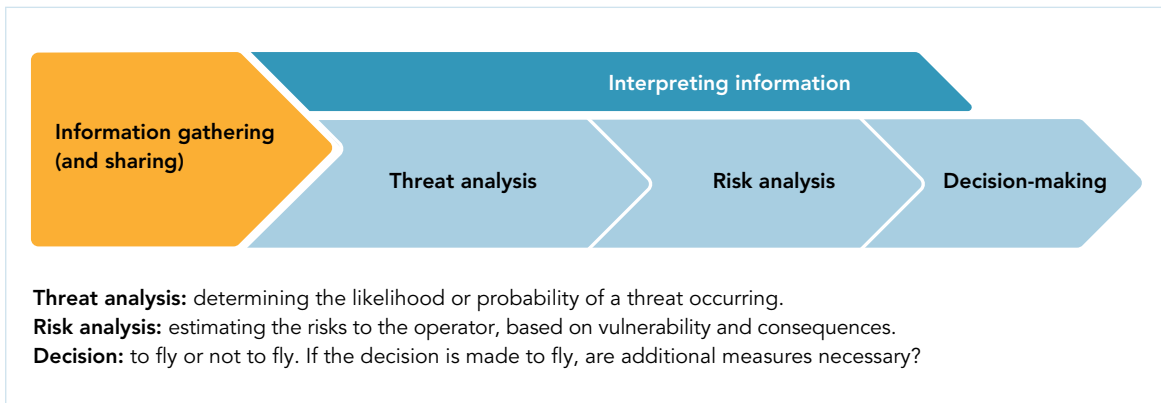 Interpreting information
Information gathering
(and sharing)
Threat analysis
Risk analysis
Decision-making
Threat analysis: determining the likelihood or probability of a threat occurring.
Risk analysis: estimating the risks to the operator, based on vulnerability and consequences.
Decision: to fly or not to fly. If the decision is made to fly, are additional measures necessary?